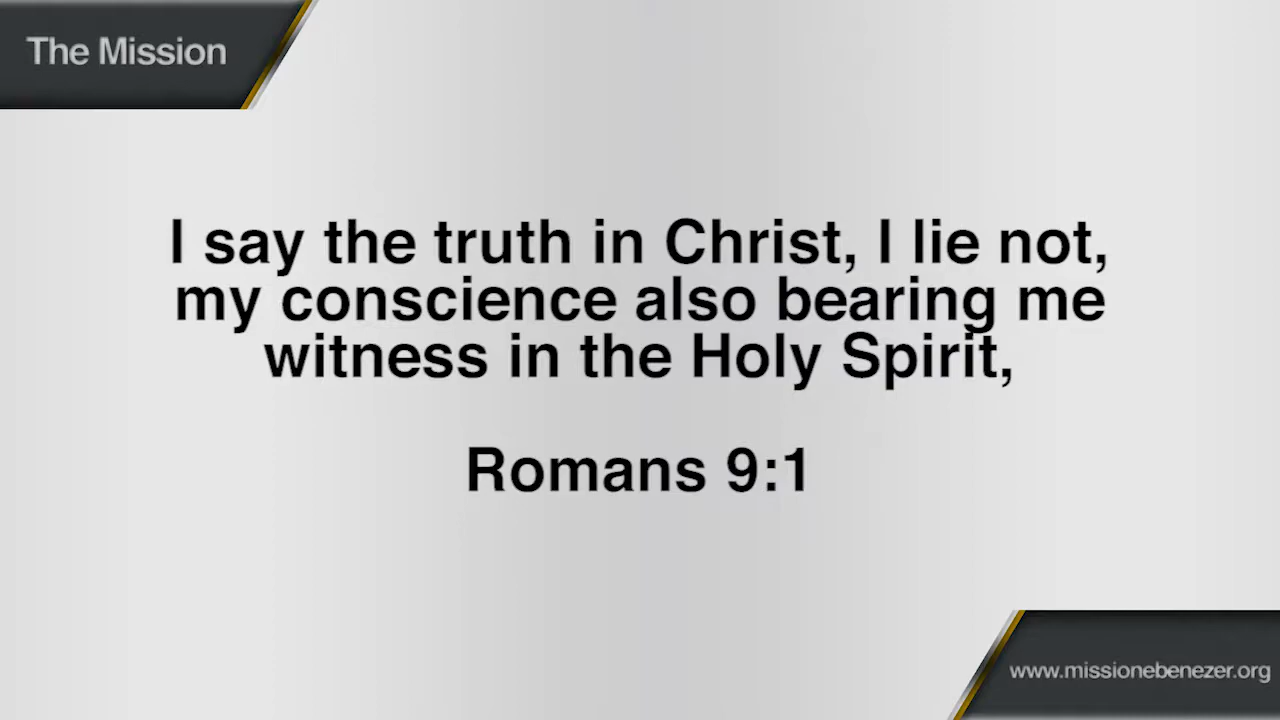 The Mission
I say the truth in Christ, I lie not,
my conscience also bearing me
witness in the Holy Spirit,
Romans 9:1
www.missionebenezer.org